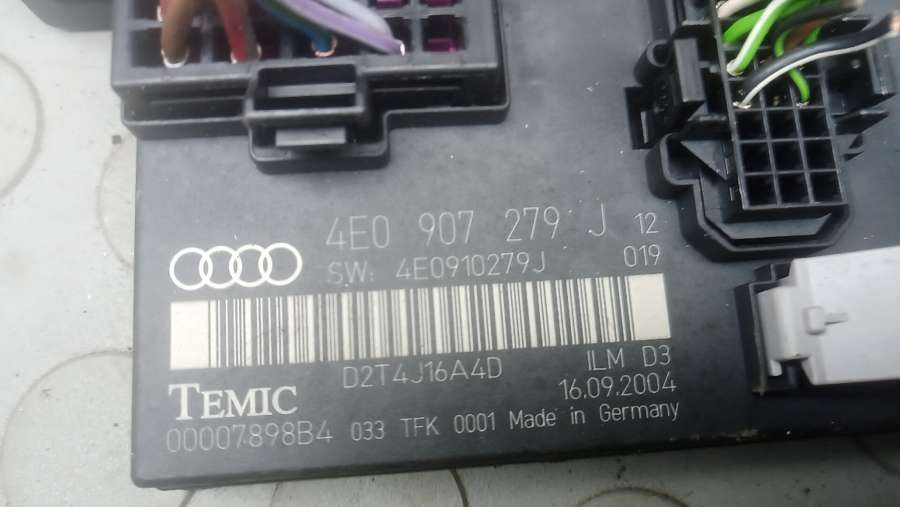 4E0 907 279 J 12
SW: 4E0910279J 019
D2T4J16A4D ILM D3
TEMIC 16.09.2004
00007898B4 033 TFK 0001 Made in Germany